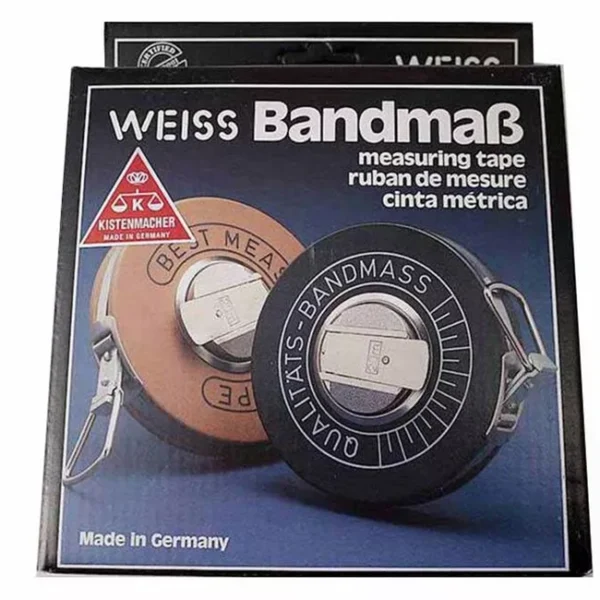 CERTIFIED
WEISS
WEISS Bandmaß
measuring tape
ruban de mesure
cinta métrica
K
KISTENMACHER
MADE IN GERMANY
BEST MEAS
PE
QUALITÄTS-BANDMASS
Made in Germany